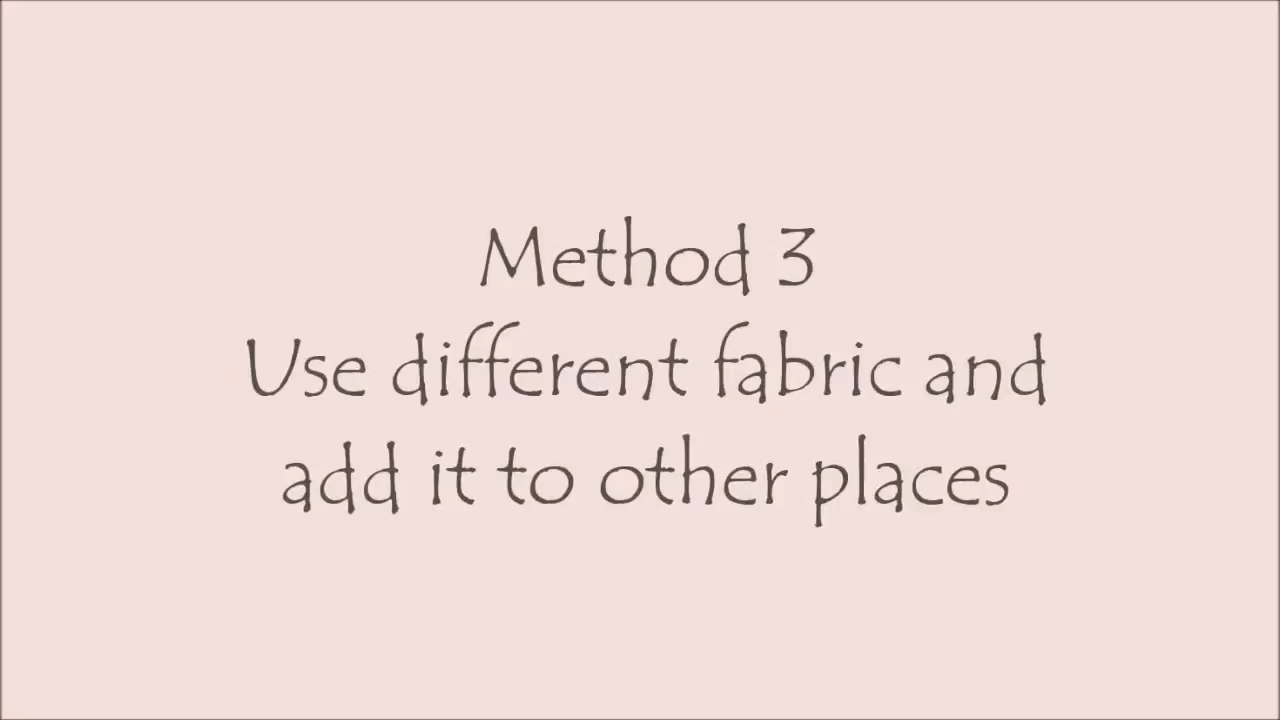 Method 3
Use different fabric and
add it to other places